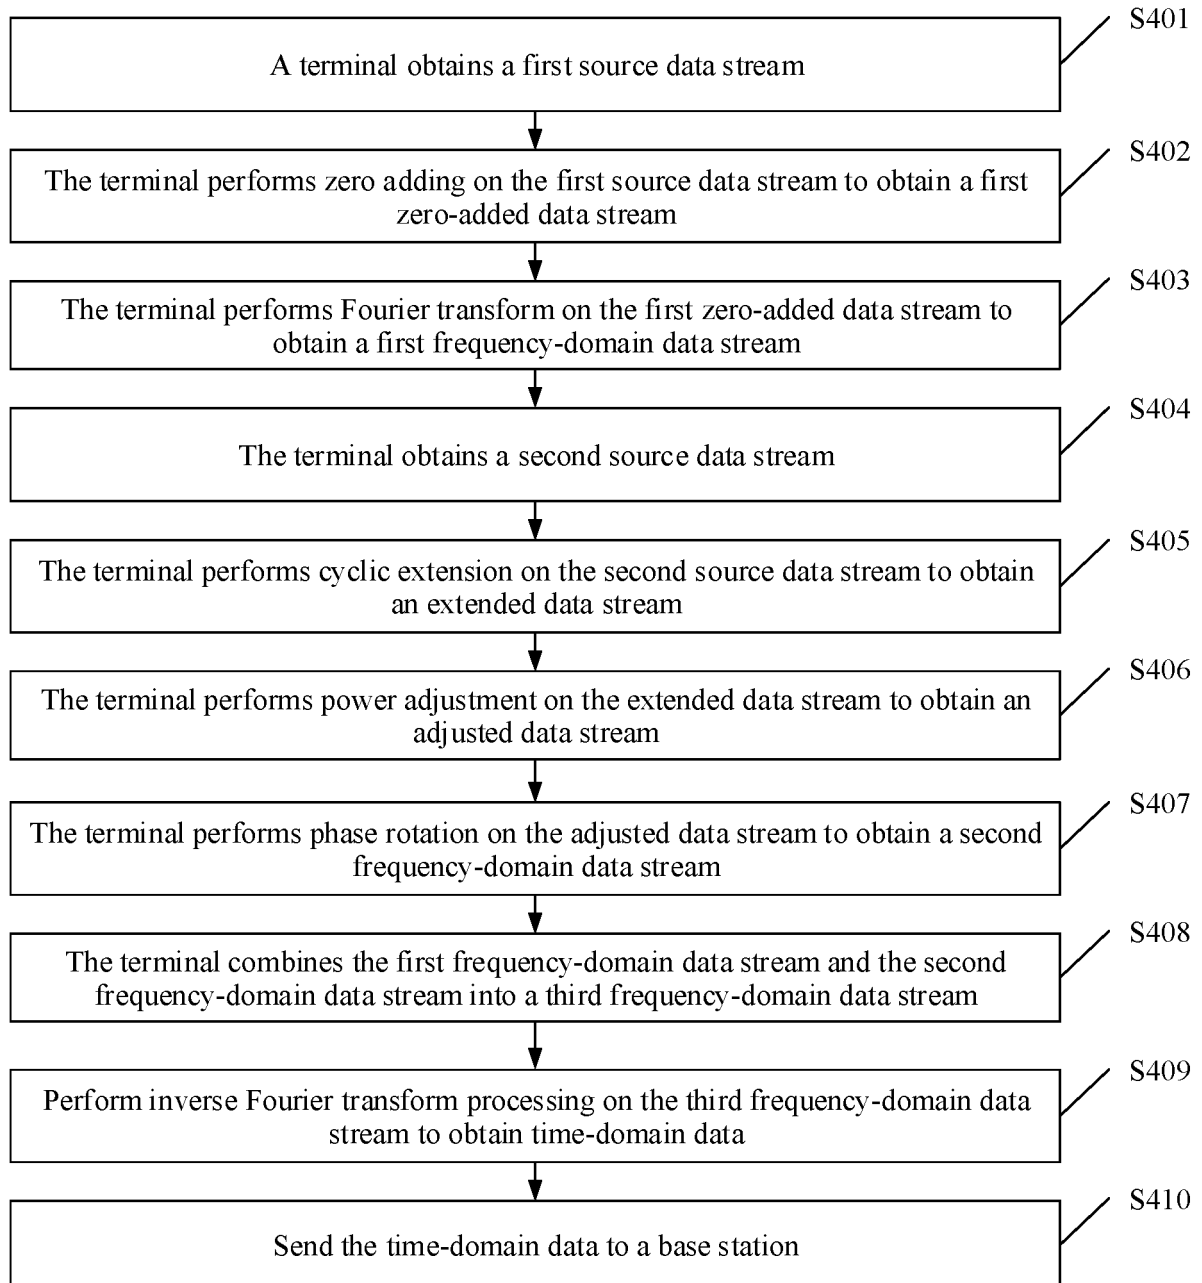 S401
A terminal obtains a first source data stream
S402
The terminal performs zero adding on the first source data stream to obtain a first
zero-added data stream
S403
The terminal performs Fourier transform on the first zero-added data stream to
obtain a first frequency-domain data stream
S404
The terminal obtains a second source data stream
S405
The terminal performs cyclic extension on the second source data stream to obtain
an extended data stream
S406
The terminal performs power adjustment on the extended data stream to obtain an
adjusted data stream
S407
The terminal performs phase rotation on the adjusted data stream to obtain a second
frequency-domain data stream
S408
The terminal combines the first frequency-domain data stream and the second
frequency-domain data stream into a third frequency-domain data stream
S409
Perform inverse Fourier transform processing on the third frequency-domain data
stream to obtain time-domain data
S410
Send the time-domain data to a base station